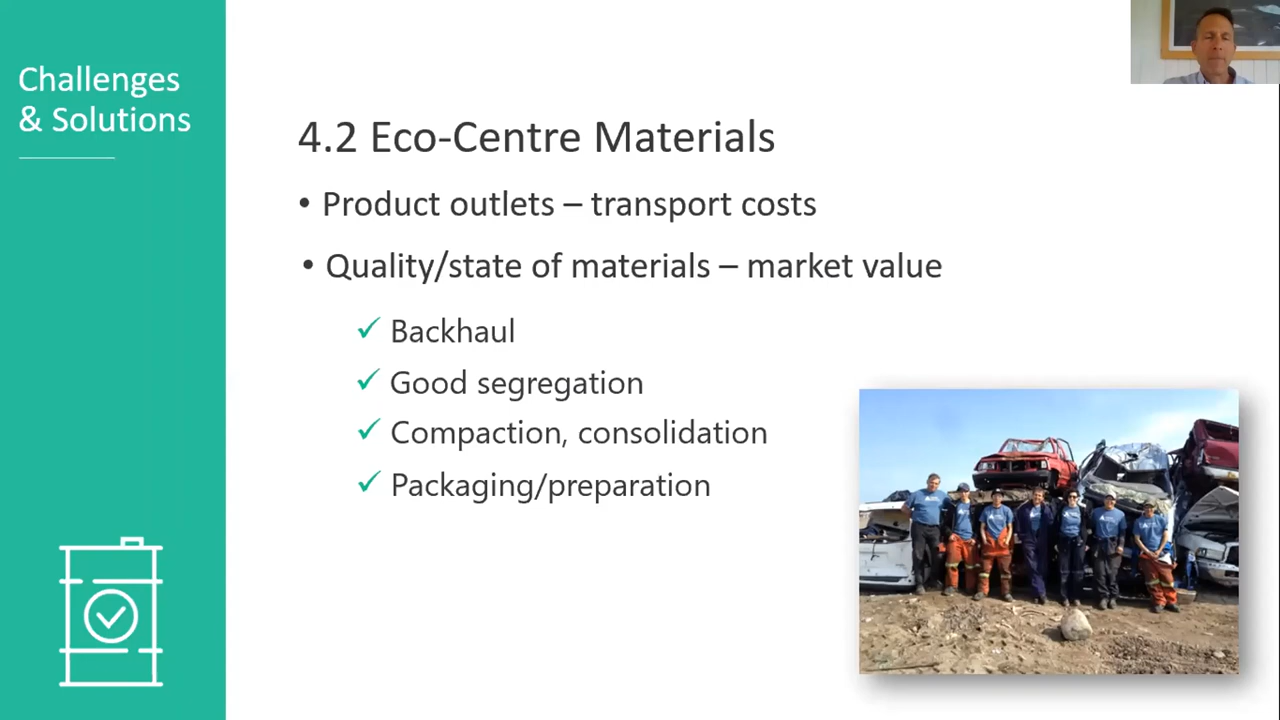 Challenges
& Solutions
4.2 Eco-Centre Materials
• Product outlets – transport costs
• Quality/state of materials – market value
✓ Backhaul
✓ Good segregation
✓ Compaction, consolidation
✓ Packaging/preparation